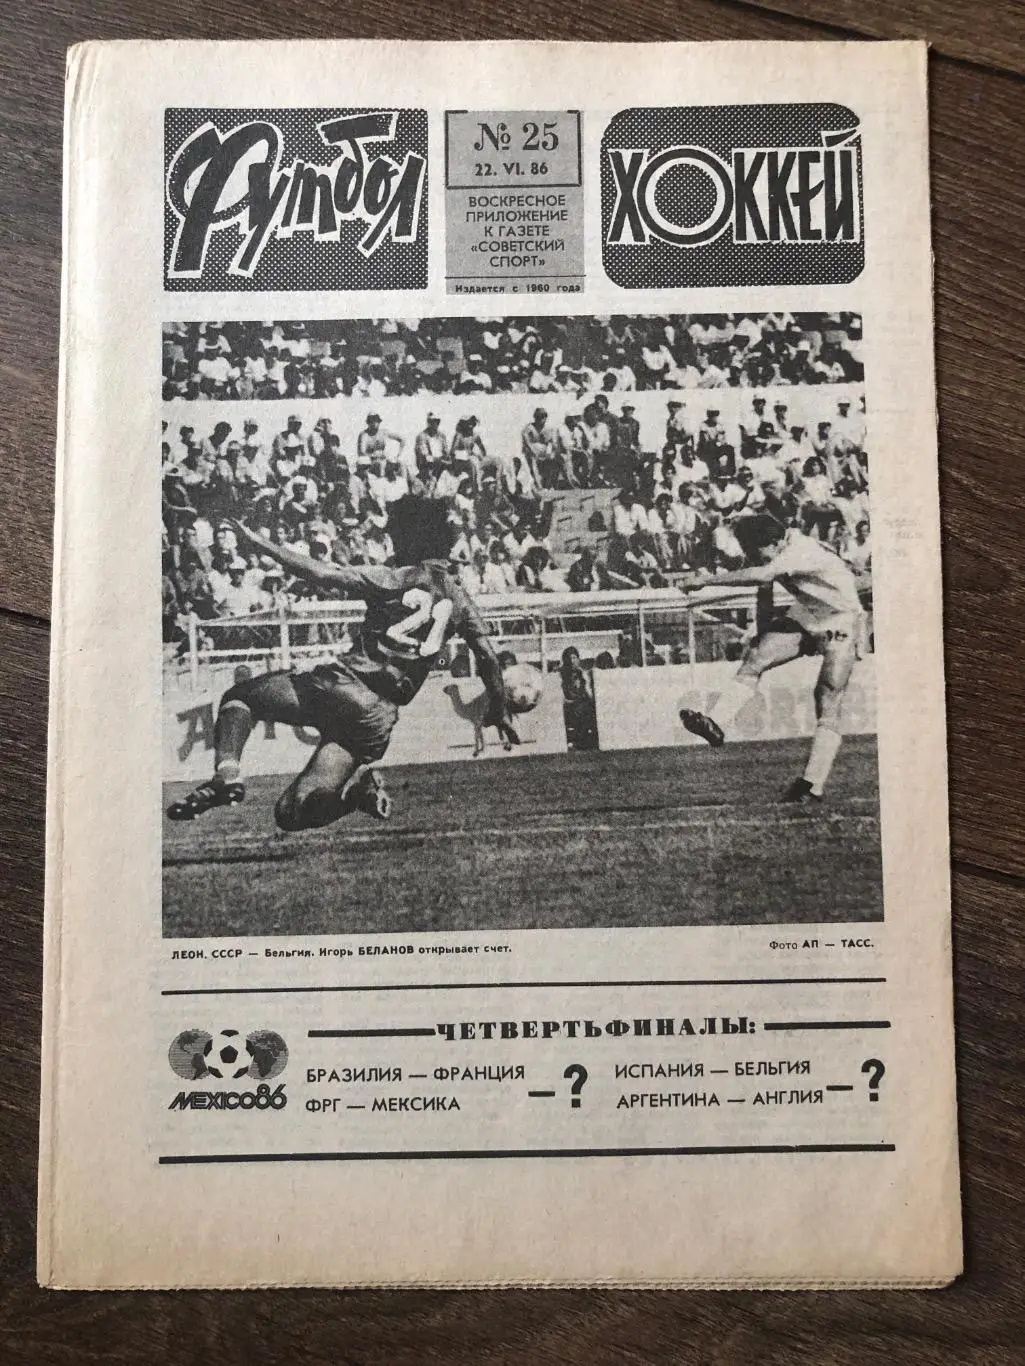 Футбол
№ 25
22. VI. 86
ВОСКРЕСНОЕ
ПРИЛОЖЕНИЕ
К ГАЗЕТЕ
«СОВЕТСКИЙ
СПОРТ»
Издается с 1960 года
ХОККЕЙ
21
ЛЕОН. СССР — Бельгия. Игорь БЕЛАНОВ открывает счет.
Фото АП — ТАСС.
MEXICO86
ЧЕТВЕРТЬФИНАЛЫ:
БРАЗИЛИЯ — ФРАНЦИЯ
ФРГ — МЕКСИКА
— ?
ИСПАНИЯ — БЕЛЬГИЯ
АРГЕНТИНА — АНГЛИЯ
— ?